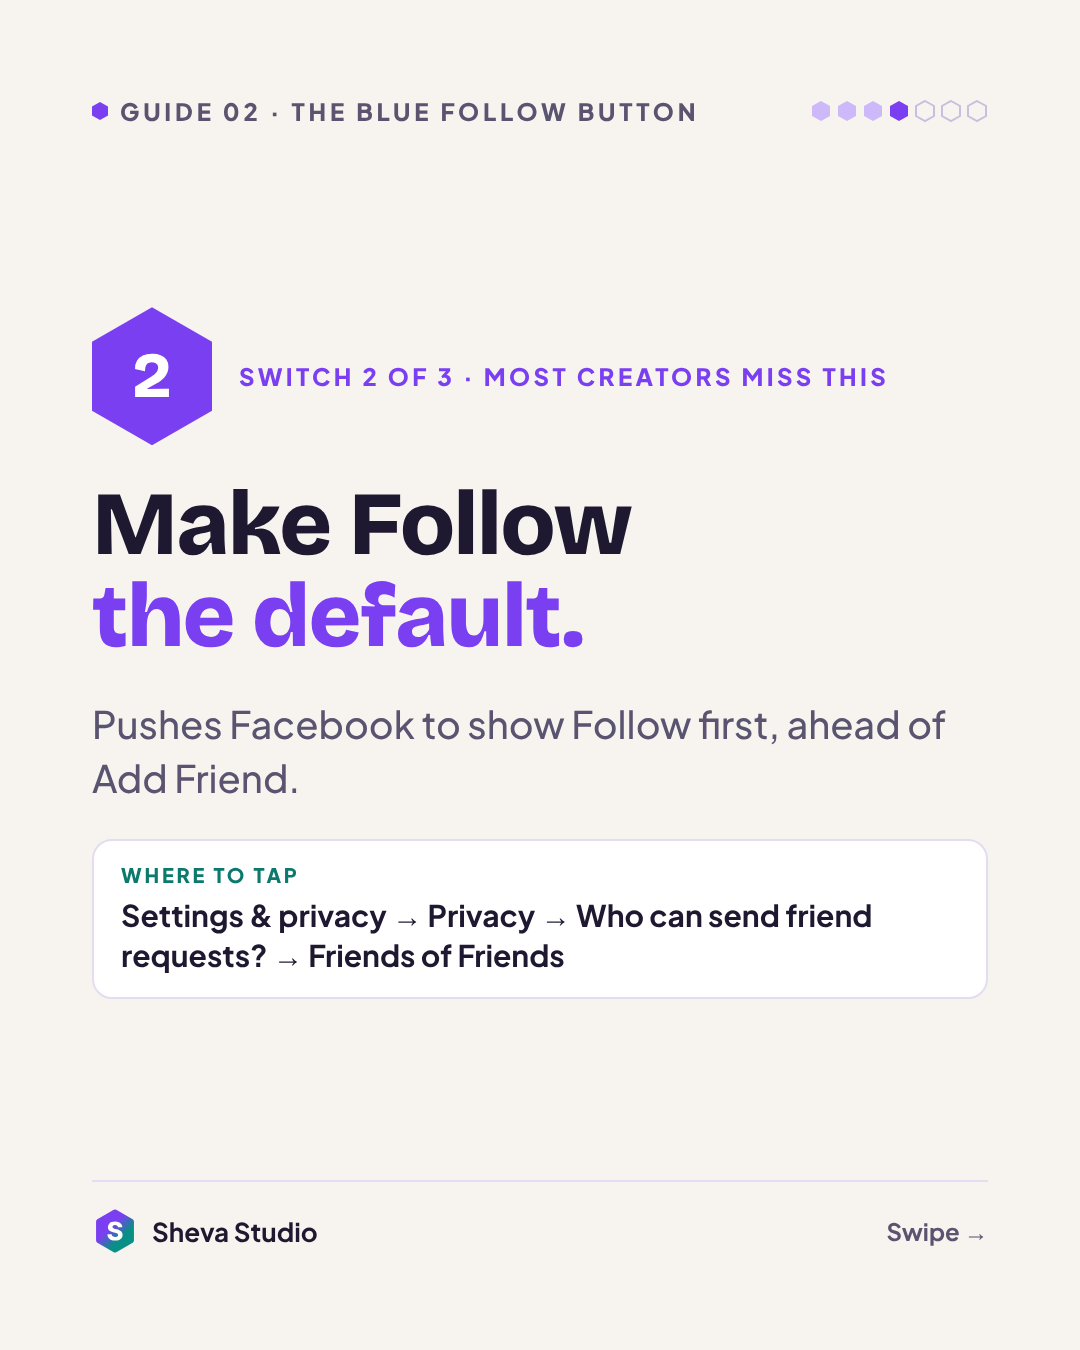 GUIDE 02 · THE BLUE FOLLOW BUTTON
2
SWITCH 2 OF 3 · MOST CREATORS MISS THIS
Make Follow
the default.
Pushes Facebook to show Follow first, ahead of
Add Friend.
WHERE TO TAP
Settings & privacy → Privacy → Who can send friend
requests? → Friends of Friends
S Sheva Studio
Swipe →